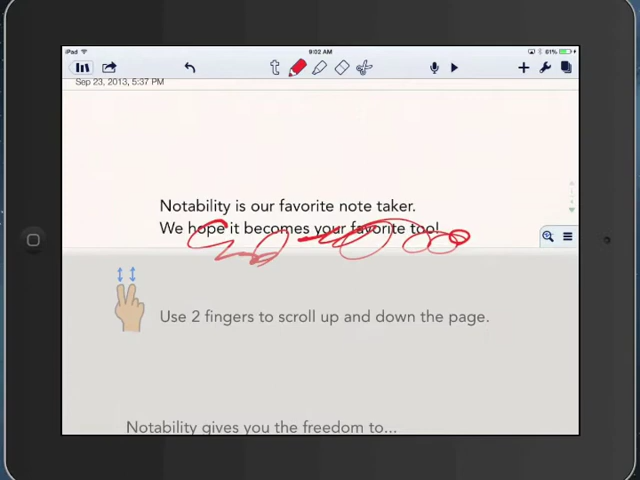 iPad 9:02 AM 61%
t
Sep 23, 2013, 5:37 PM
Notability is our favorite note taker.
We hope it becomes your favorite too!
Use 2 fingers to scroll up and down the page.
Notability gives you the freedom to...